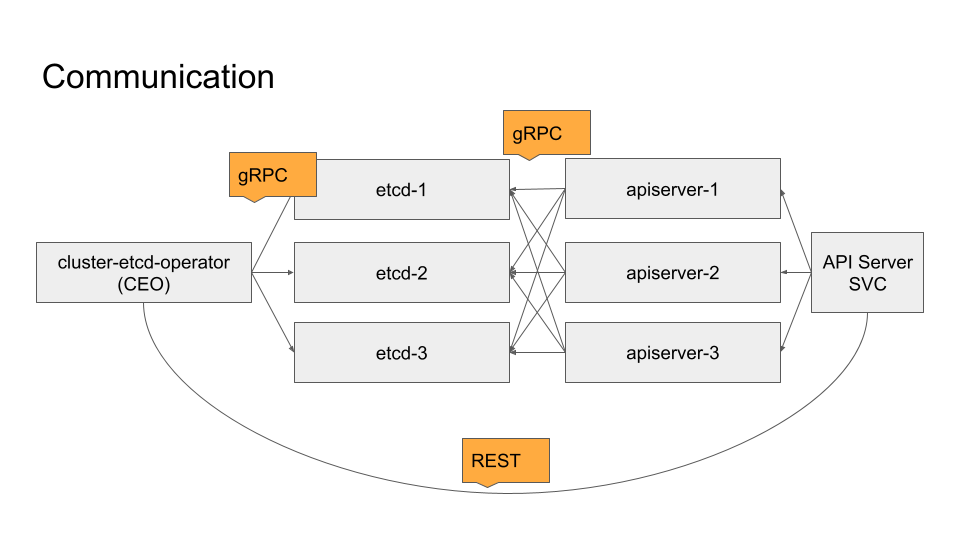 Communication
gRPC
gRPC
etcd-1
apiserver-1
cluster-etcd-operator
(CEO)
etcd-2
apiserver-2
API Server
SVC
etcd-3
apiserver-3
REST